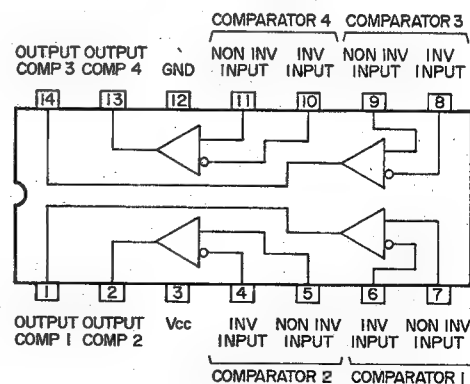 COMPARATOR 4 COMPARATOR 3
OUTPUT OUTPUT NON INV INV NON INV INV
COMP 3 COMP 4 GND INPUT INPUT INPUT INPUT
14 13 12 11 10 9 8
1 2 3 4 5 6 7
OUTPUT OUTPUT Vcc INV NON INV INV NON INV
COMP 1 COMP 2 INPUT INPUT INPUT INPUT
COMPARATOR 2 COMPARATOR 1